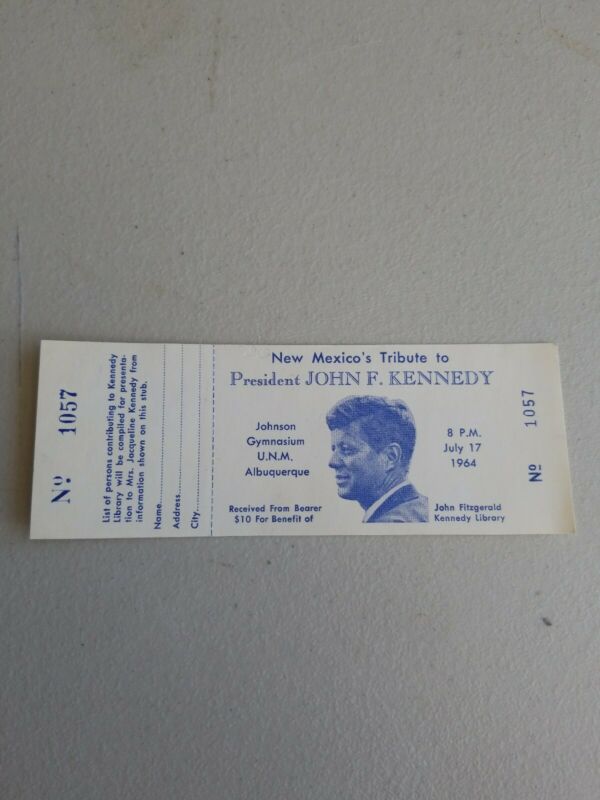 Nº 1057
List of persons contributing to Kennedy
Library will be compiled for presenta-
tion to Mrs. Jacqueline Kennedy from
information shown on this stub.
Name
Address
City
New Mexico's Tribute to
President JOHN F. KENNEDY
Johnson
Gymnasium
U.N.M.
Albuquerque
8 P.M.
July 17
1964
Received From Bearer
$10 For Benefit of
John Fitzgerald
Kennedy Library
Nº 1057